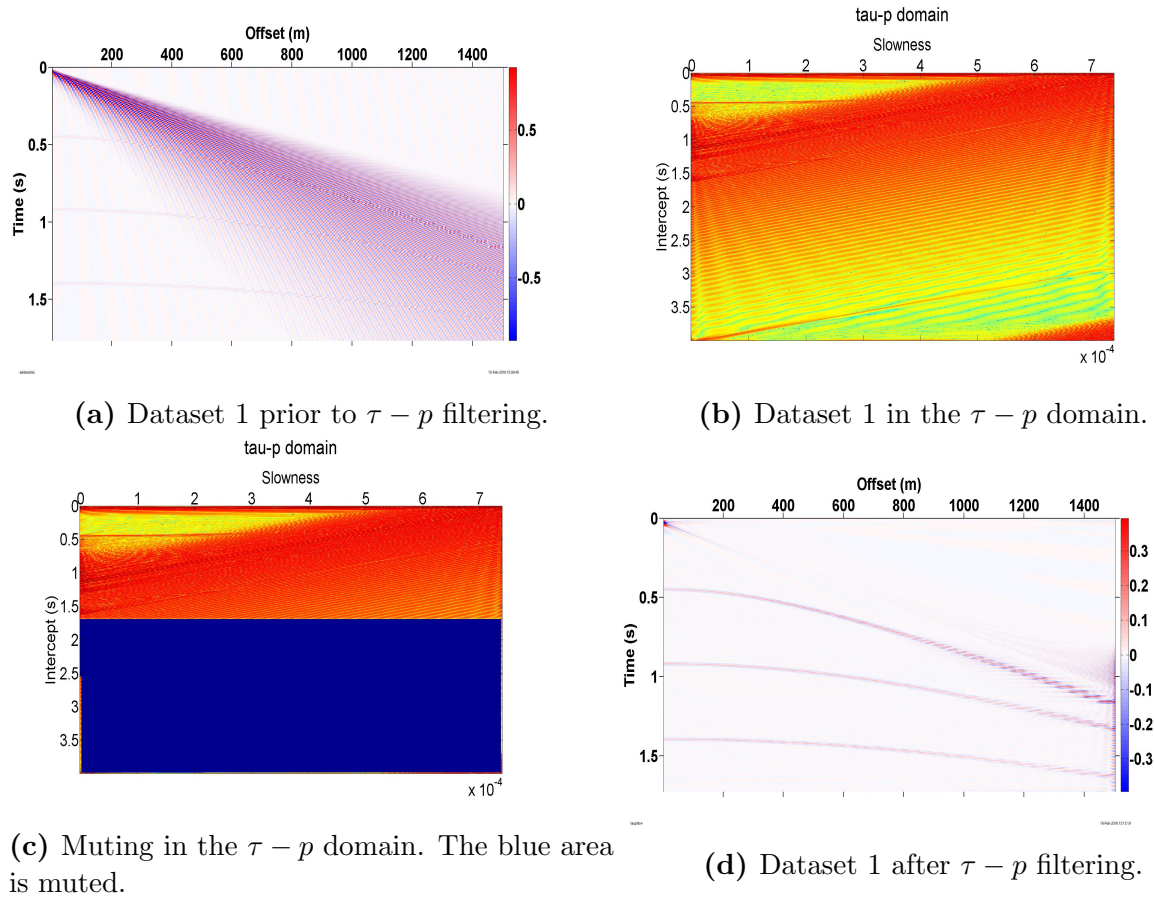 Offset (m)
200 400 600 800 1000 1200 1400
0
0.5
1
1.5
Time (s)
0.5
0
-0.5
(a) Dataset 1 prior to τ − p filtering.
tau-p domain
Slowness
0 1 2 3 4 5 6 7
0
0.5
1
1.5
2
2.5
3
3.5
Intercept (s)
x 10-4
(b) Dataset 1 in the τ − p domain.
tau-p domain
Slowness
0 1 2 3 4 5 6 7
0
0.5
1
1.5
2
2.5
3
3.5
Intercept (s)
x 10-4
(c) Muting in the τ − p domain. The blue area
is muted.
Offset (m)
200 400 600 800 1000 1200 1400
0
0.5
1
1.5
Time (s)
0.3
0.2
0.1
0
-0.1
-0.2
-0.3
(d) Dataset 1 after τ − p filtering.